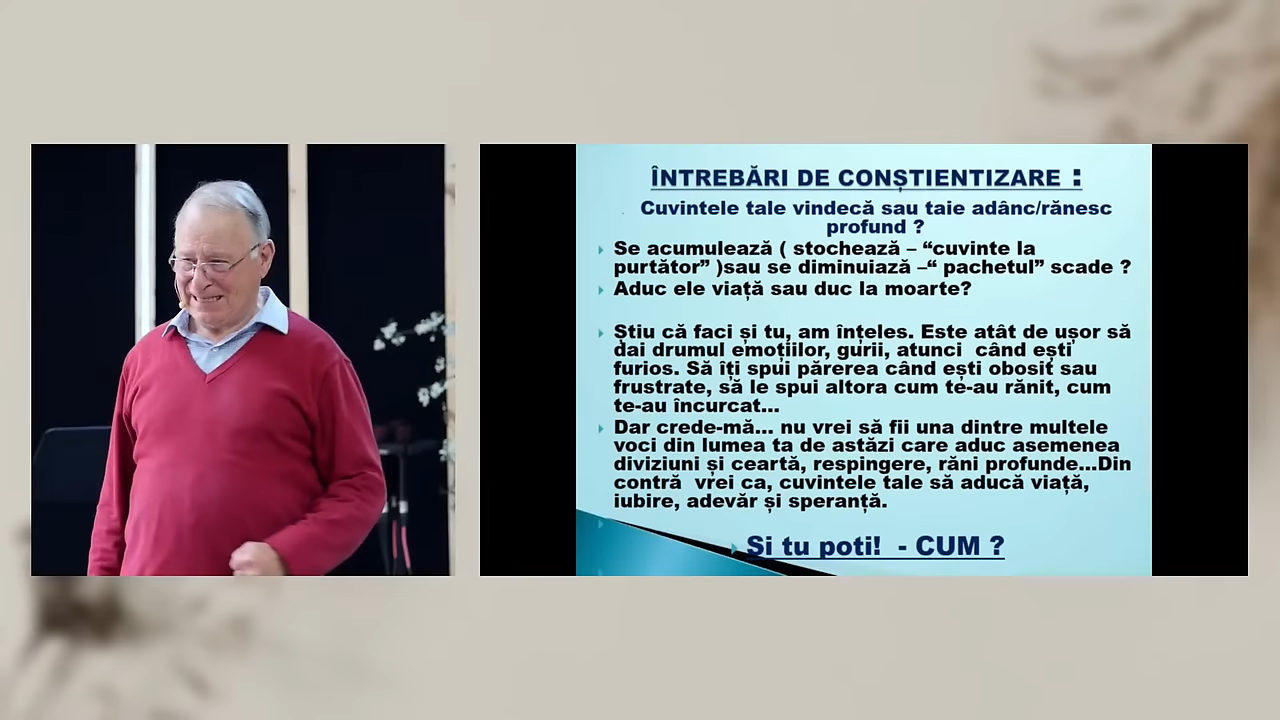 ÎNTREBĂRI DE CONȘTIENTIZARE :
Cuvintele tale vindecă sau taie adânc/rănesc
profund ?
Se acumulează ( stochează – “cuvinte la
purtător” )sau se diminuiază –“ pachetul” scade ?
Aduc ele viață sau duc la moarte?
Știu că faci și tu, am înțeles. Este atât de ușor să
dai drumul emoțiilor, gurii, atunci când ești
furios. Să îți spui părerea când ești obosit sau
frustrate, să le spui altora cum te-au rănit, cum
te-au încurcat...
Dar crede-mă... nu vrei să fii una dintre multele
voci din lumea ta de astăzi care aduc asemenea
diviziuni și ceartă, respingere, răni profunde...Din
contră vrei ca, cuvintele tale să aducă viață,
iubire, adevăr și speranță.
Și tu poți! - CUM ?